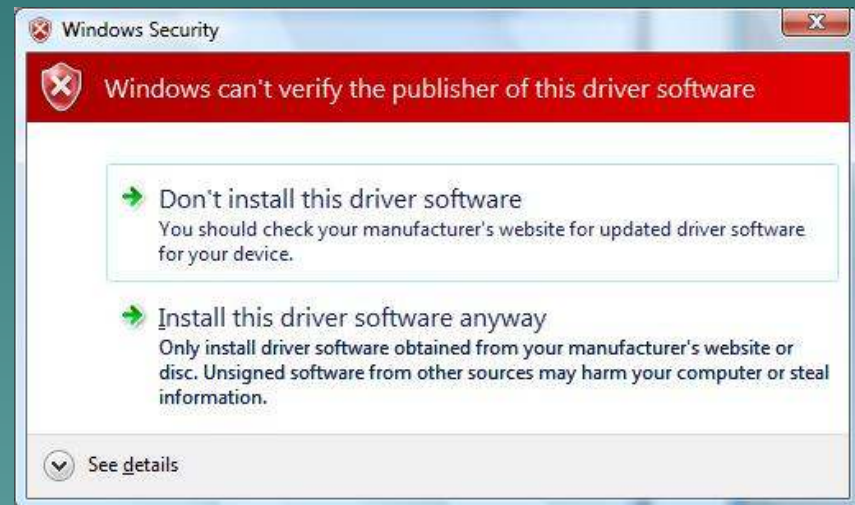 Windows Security
Windows can't verify the publisher of this driver software
Don't install this driver software
You should check your manufacturer's website for updated driver software
for your device.
Install this driver software anyway
Only install driver software obtained from your manufacturer's website or
disc. Unsigned software from other sources may harm your computer or steal
information.
See details